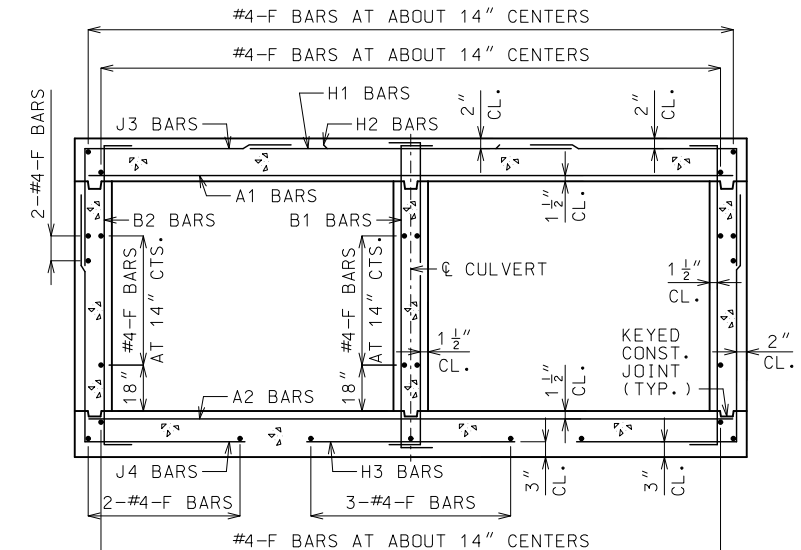 #4-F BARS AT ABOUT 14" CENTERS
#4-F BARS AT ABOUT 14" CENTERS
2-#4-F BARS
J3 BARS
H1 BARS
H2 BARS
2" CL.
2" CL.
A1 BARS
B2 BARS
B1 BARS
1 1/2" CL.
#4-F BARS AT 14" CTS.
#4-F BARS AT 14" CTS.
℄ CULVERT
1 1/2" CL.
18"
18"
1 1/2" CL.
1 1/2" CL.
KEYED
CONST.
JOINT
(TYP.)
2" CL.
A2 BARS
J4 BARS
H3 BARS
3" CL.
3" CL.
2-#4-F BARS
3-#4-F BARS
#4-F BARS AT ABOUT 14" CENTERS